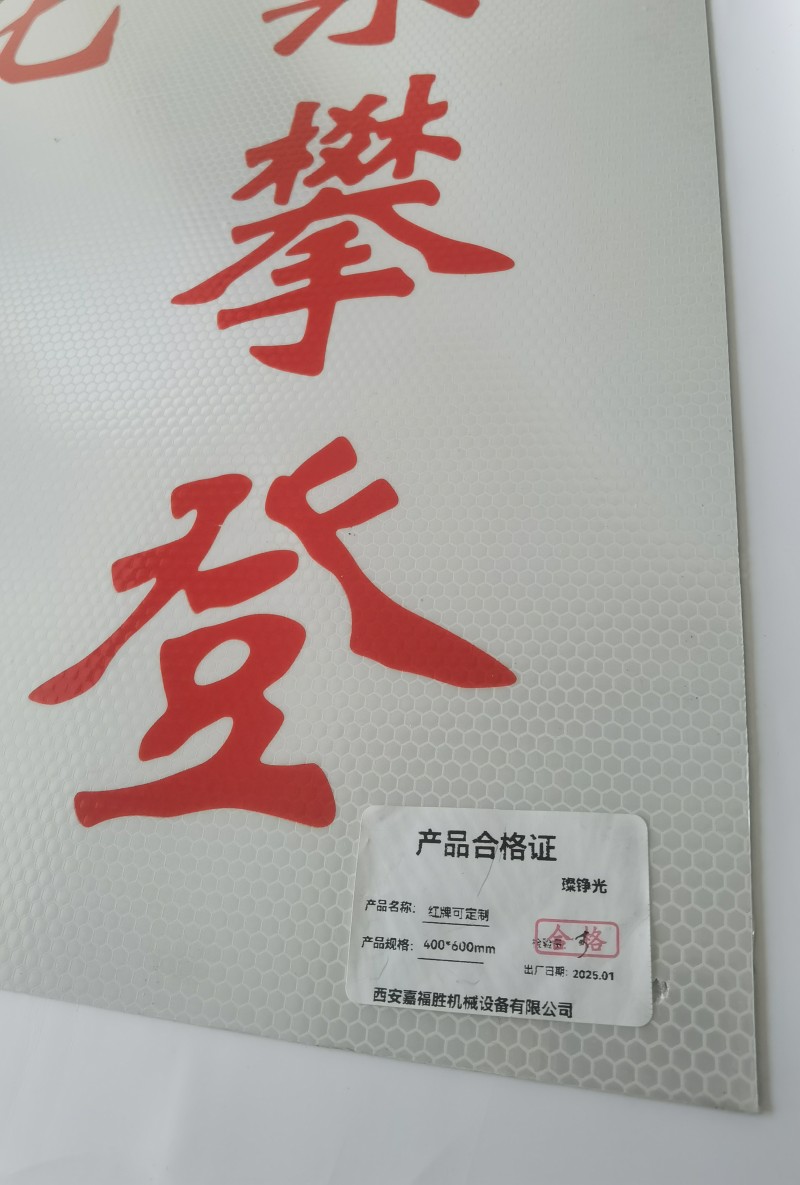 攀
登
产品合格证
璨铮光
产品名称: 红牌可定制
合格
产品规格: 400*600mm
出厂日期: 2025.01
西安嘉福胜机械设备有限公司